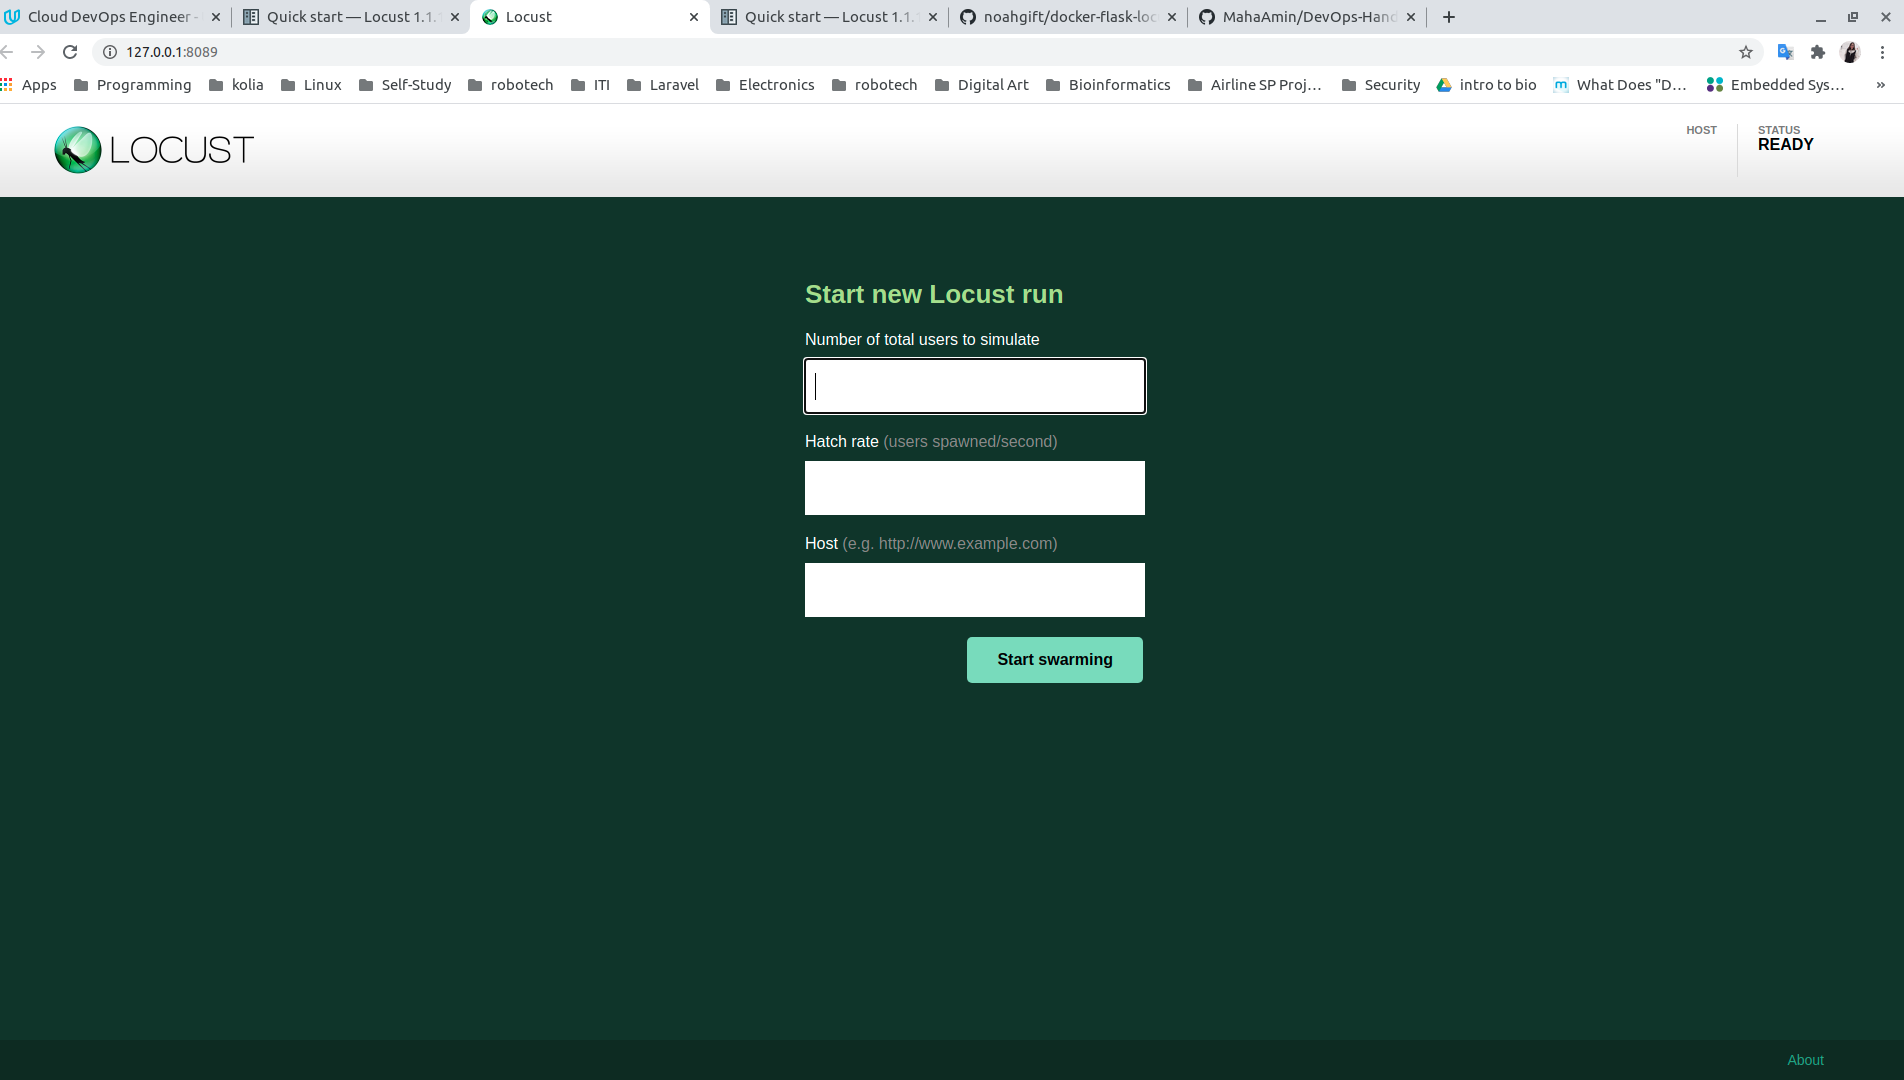 Cloud DevOps Engineer -
Quick start — Locust 1.1.1
Locust
Quick start — Locust 1.1.1
noahgift/docker-flask-loc
MahaAmin/DevOps-Hand
127.0.0.1:8089
Apps
Programming
kolia
Linux
Self-Study
robotech
ITI
Laravel
Electronics
robotech
Digital Art
Bioinformatics
Airline SP Proj…
Security
intro to bio
What Does "D…
Embedded Sys…
»
LOCUST
HOST
STATUS
READY
Start new Locust run
Number of total users to simulate
Hatch rate (users spawned/second)
Host (e.g. http://www.example.com)
Start swarming
About